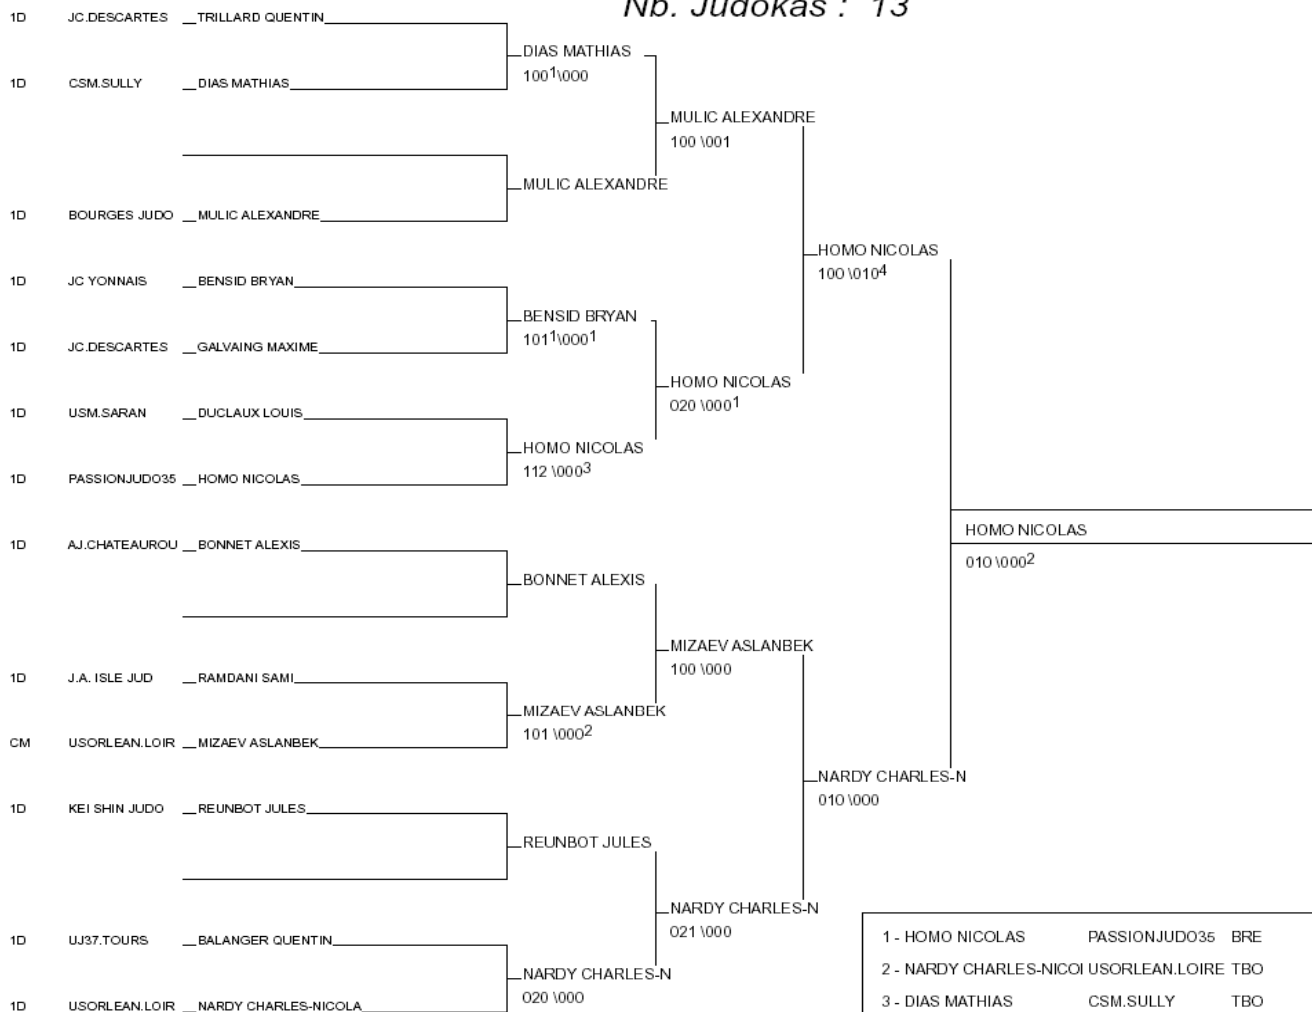 Nb. Judokas : 13
1D JC.DESCARTES TRILLARD QUENTIN
DIAS MATHIAS
100¹\000
1D CSM.SULLY DIAS MATHIAS
MULIC ALEXANDRE
100 \001
MULIC ALEXANDRE
1D BOURGES JUDO MULIC ALEXANDRE
HOMO NICOLAS
100 \010⁴
1D JC YONNAIS BENSID BRYAN
BENSID BRYAN
101¹\000¹
1D JC.DESCARTES GALVAING MAXIME
HOMO NICOLAS
020 \000¹
1D USM.SARAN DUCLAUX LOUIS
HOMO NICOLAS
112 \000³
1D PASSIONJUDO35 HOMO NICOLAS
HOMO NICOLAS
010 \000²
1D AJ.CHATEAUROU BONNET ALEXIS
BONNET ALEXIS
MIZAEV ASLANBEK
100 \000
1D J.A. ISLE JUD RAMDANI SAMI
MIZAEV ASLANBEK
101 \000²
CM USORLEAN.LOIR MIZAEV ASLANBEK
NARDY CHARLES-N
010 \000
1D KEI SHIN JUDO REUNBOT JULES
REUNBOT JULES
NARDY CHARLES-N
021 \000
1D UJ37.TOURS BALANGER QUENTIN
NARDY CHARLES-N
020 \000
1D USORLEAN.LOIR NARDY CHARLES-NICOLA
1 - HOMO NICOLAS PASSIONJUDO35 BRE
2 - NARDY CHARLES-NICOI USORLEAN.LOIRE TBO
3 - DIAS MATHIAS CSM.SULLY TBO